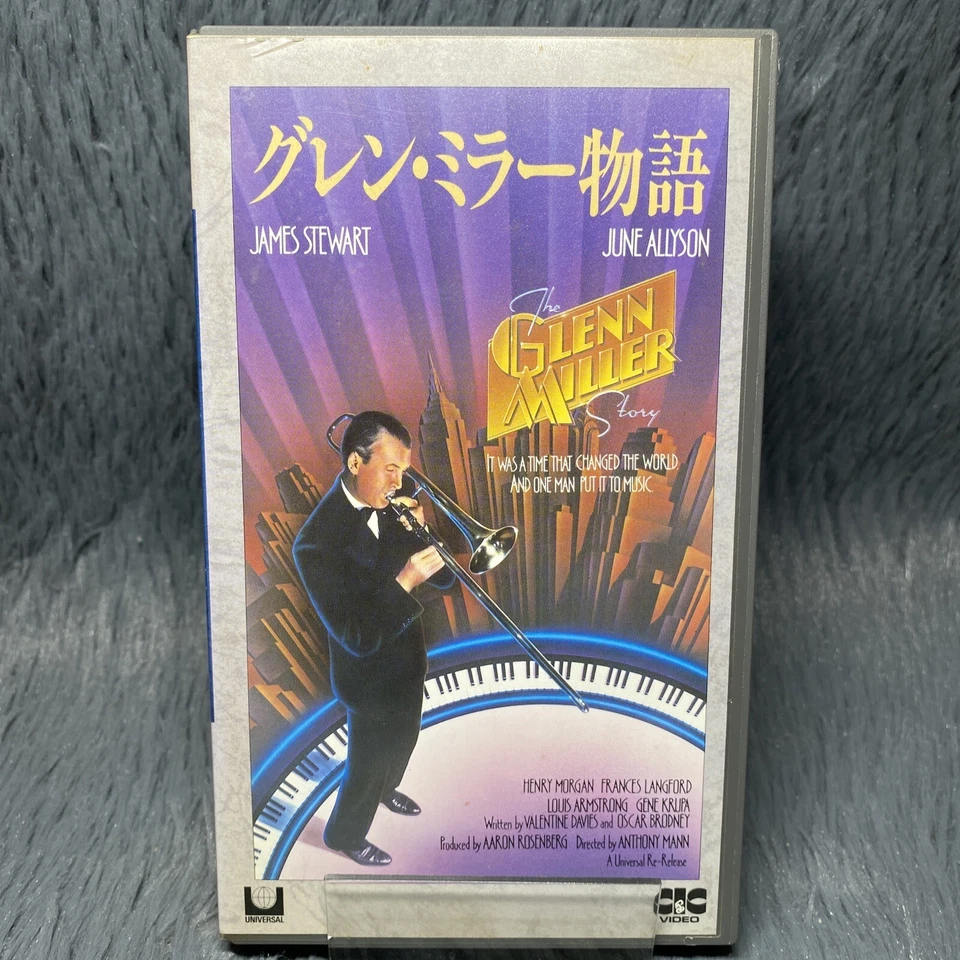 グレン・ミラー物語
JAMES STEWART JUNE ALLYSON
The
GLENN
MILLER
Story
IT WAS A TIME THAT CHANGED THE WORLD
AND ONE MAN PUT IT TO MUSIC.
HENRY MORGAN FRANCES LANGFORD
LOUIS ARMSTRONG GENE KRUPA
Written by VALENTINE DAVIES and OSCAR BRODNEY
Produced by AARON ROSENBERG Directed by ANTHONY MANN
A Universal Re-Release
UNIVERSAL
CIC
VIDEO